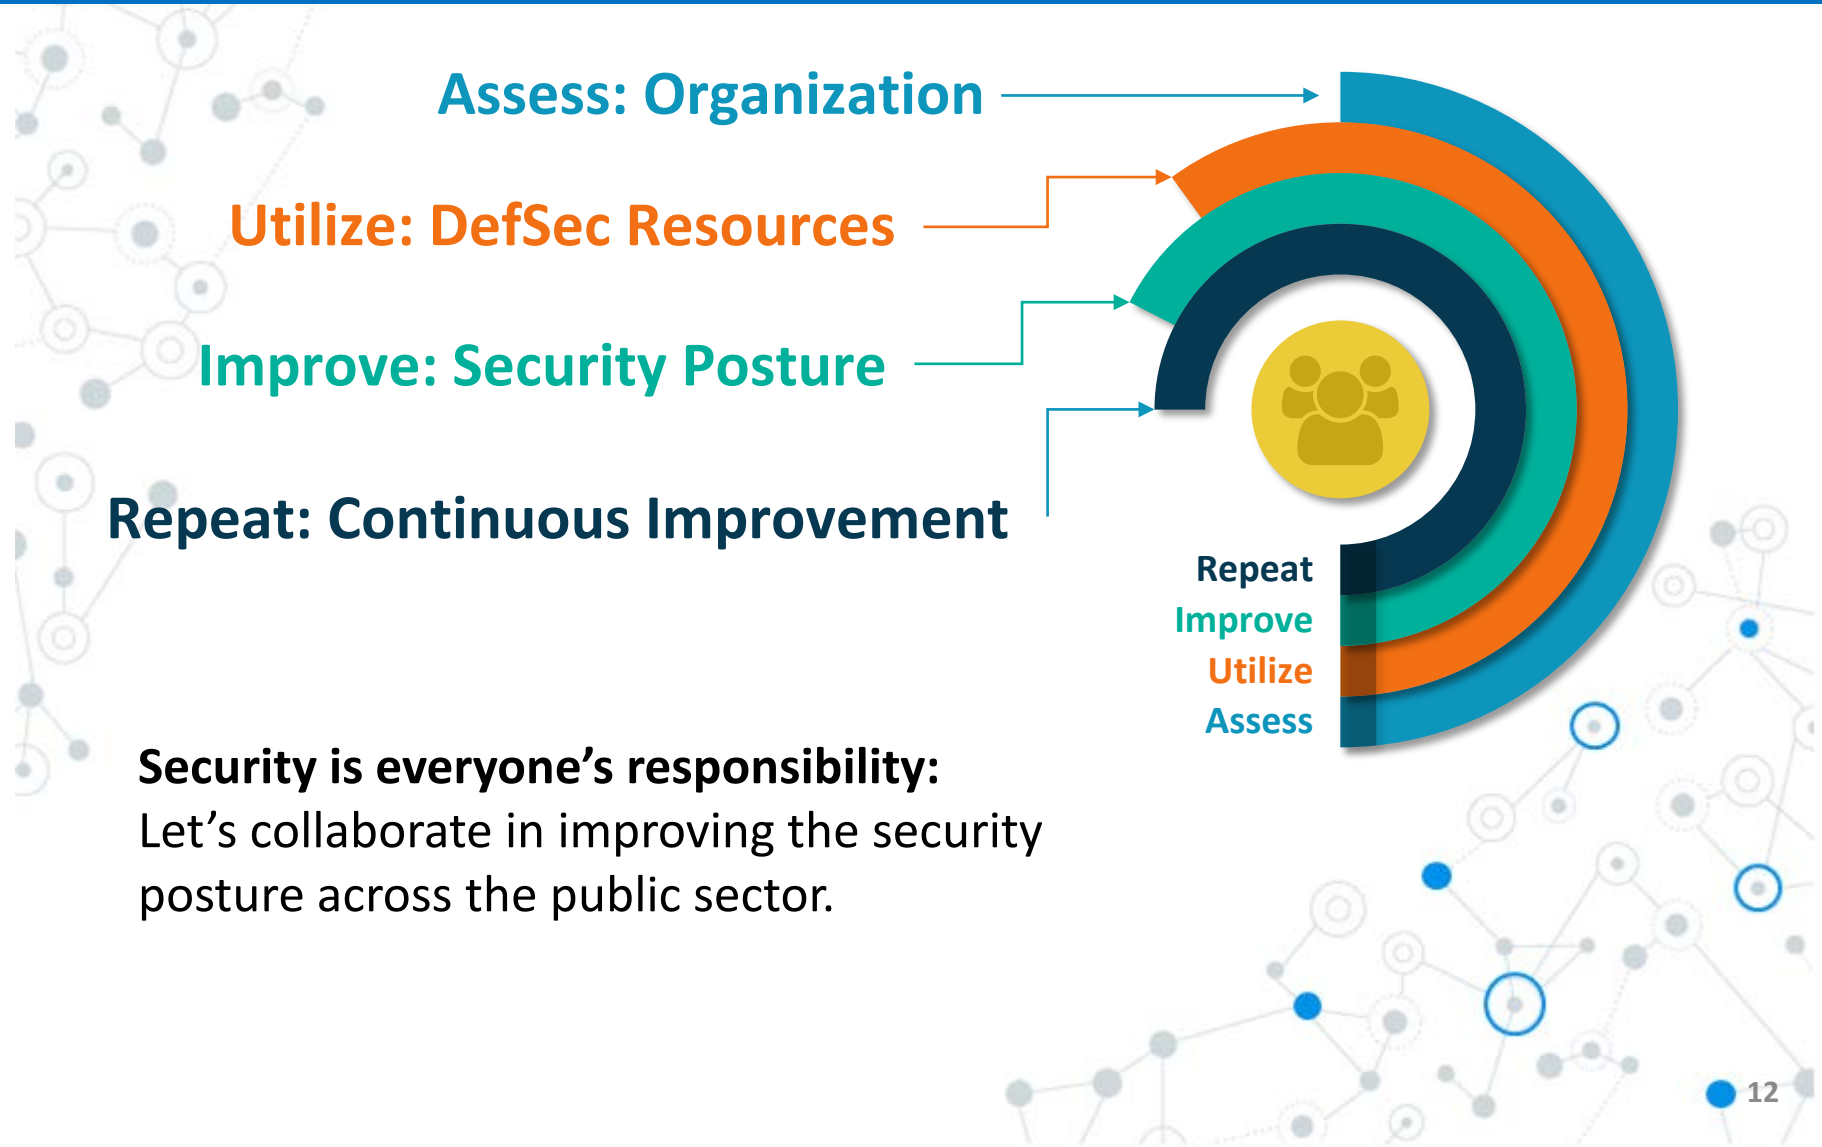 Assess: Organization
Utilize: DefSec Resources
Improve: Security Posture
Repeat: Continuous Improvement
Repeat
Improve
Utilize
Assess
Security is everyone’s responsibility:
Let’s collaborate in improving the security
posture across the public sector.
12